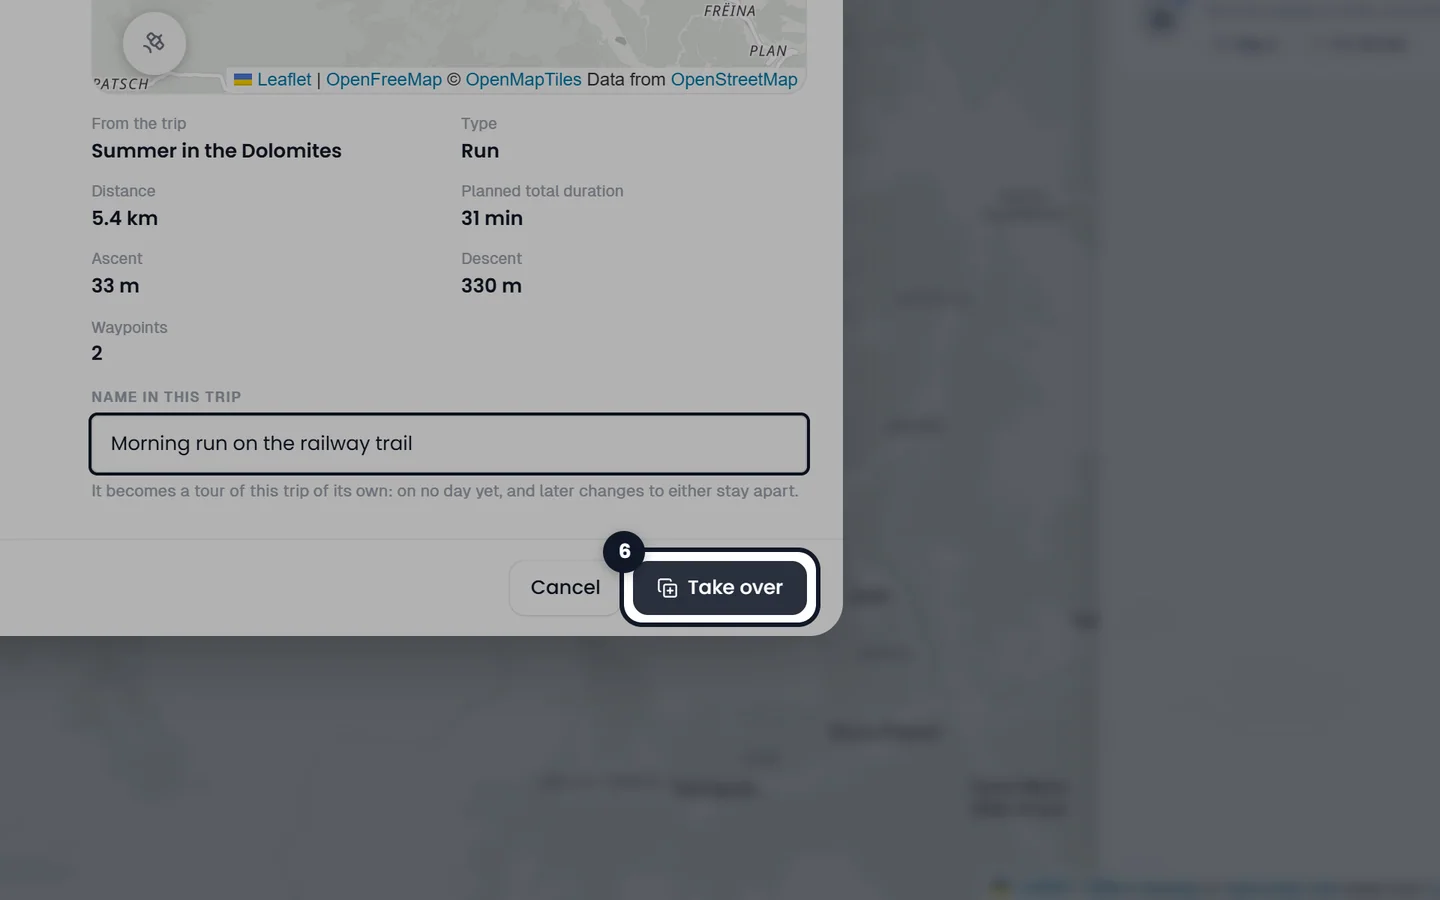 FRËINA
PLAN
PATSCH
Leaflet | OpenFreeMap © OpenMapTiles Data from OpenStreetMap
From the trip
Summer in the Dolomites
Type
Run
Distance
5.4 km
Planned total duration
31 min
Ascent
33 m
Descent
330 m
Waypoints
2
NAME IN THIS TRIP
Morning run on the railway trail
It becomes a tour of this trip of its own: on no day yet, and later changes to either stay apart.
6
Cancel
Take over